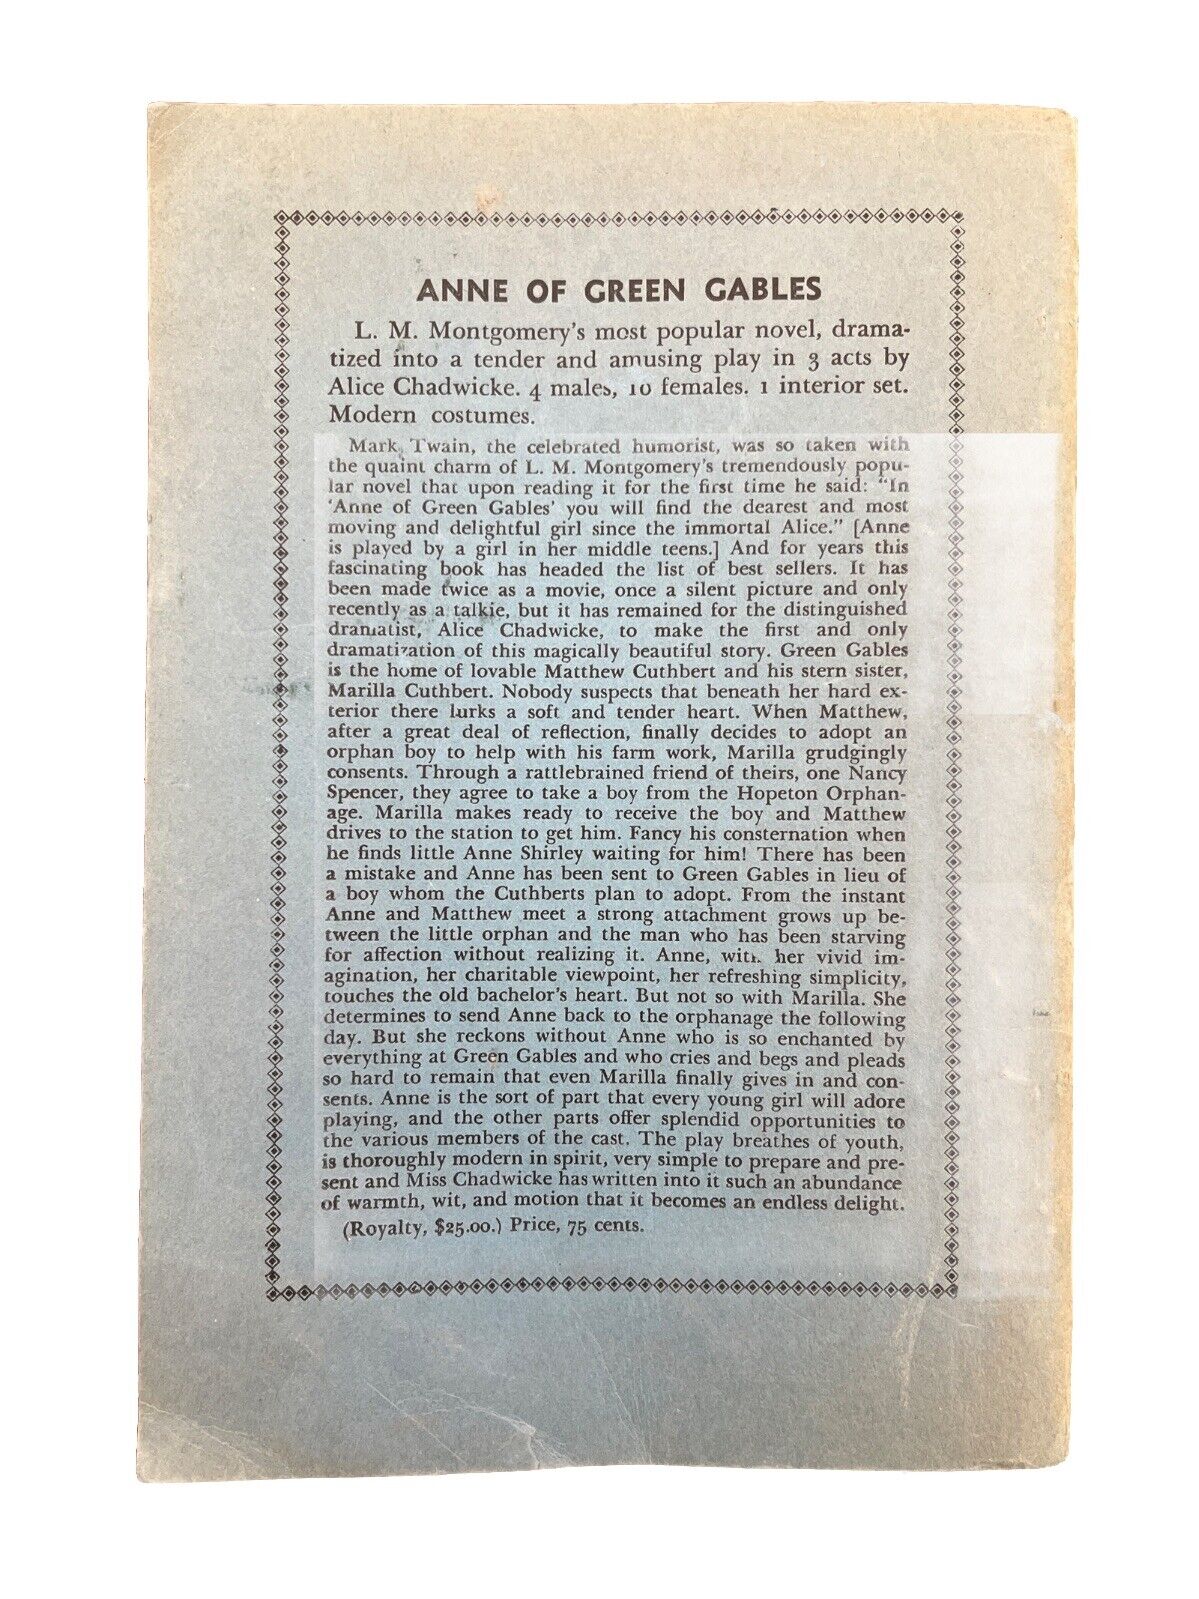 ANNE OF GREEN GABLES
L. M. Montgomery's most popular novel, drama-
tized into a tender and amusing play in 3 acts by
Alice Chadwicke. 4 males, 10 females. 1 interior set.
Modern costumes.
Mark Twain, the celebrated humorist, was so taken with
the quaint charm of L. M. Montgomery's tremendously popu-
lar novel that upon reading it for the first time he said: "In
'Anne of Green Gables' you will find the dearest and most
moving and delightful girl since the immortal Alice." [Anne
is played by a girl in her middle teens.] And for years this
fascinating book has headed the list of best sellers. It has
been made twice as a movie, once a silent picture and only
recently as a talkie, but it has remained for the distinguished
dramatist, Alice Chadwicke, to make the first and only
dramatization of this magically beautiful story. Green Gables
is the home of lovable Matthew Cuthbert and his stern sister,
Marilla Cuthbert. Nobody suspects that beneath her hard ex-
terior there lurks a soft and tender heart. When Matthew,
after a great deal of reflection, finally decides to adopt an
orphan boy to help with his farm work, Marilla grudgingly
consents. Through a rattlebrained friend of theirs, one Nancy
Spencer, they agree to take a boy from the Hopeton Orphan-
age. Marilla makes ready to receive the boy and Matthew
drives to the station to get him. Fancy his consternation when
he finds little Anne Shirley waiting for him! There has been
a mistake and Anne has been sent to Green Gables in lieu of
a boy whom the Cuthberts plan to adopt. From the instant
Anne and Matthew meet a strong attachment grows up be-
tween the little orphan and the man who has been starving
for affection without realizing it. Anne, with her vivid im-
agination, her charitable viewpoint, her refreshing simplicity,
touches the old bachelor's heart. But not so with Marilla. She
determines to send Anne back to the orphanage the following
day. But she reckons without Anne who is so enchanted by
everything at Green Gables and who cries and begs and pleads
so hard to remain that even Marilla finally gives in and con-
sents. Anne is the sort of part that every young girl will adore
playing, and the other parts offer splendid opportunities to
the various members of the cast. The play breathes of youth,
is thoroughly modern in spirit, very simple to prepare and pre-
sent and Miss Chadwicke has written into it such an abundance
of warmth, wit, and motion that it becomes an endless delight.
(Royalty, $25.00.) Price, 75 cents.